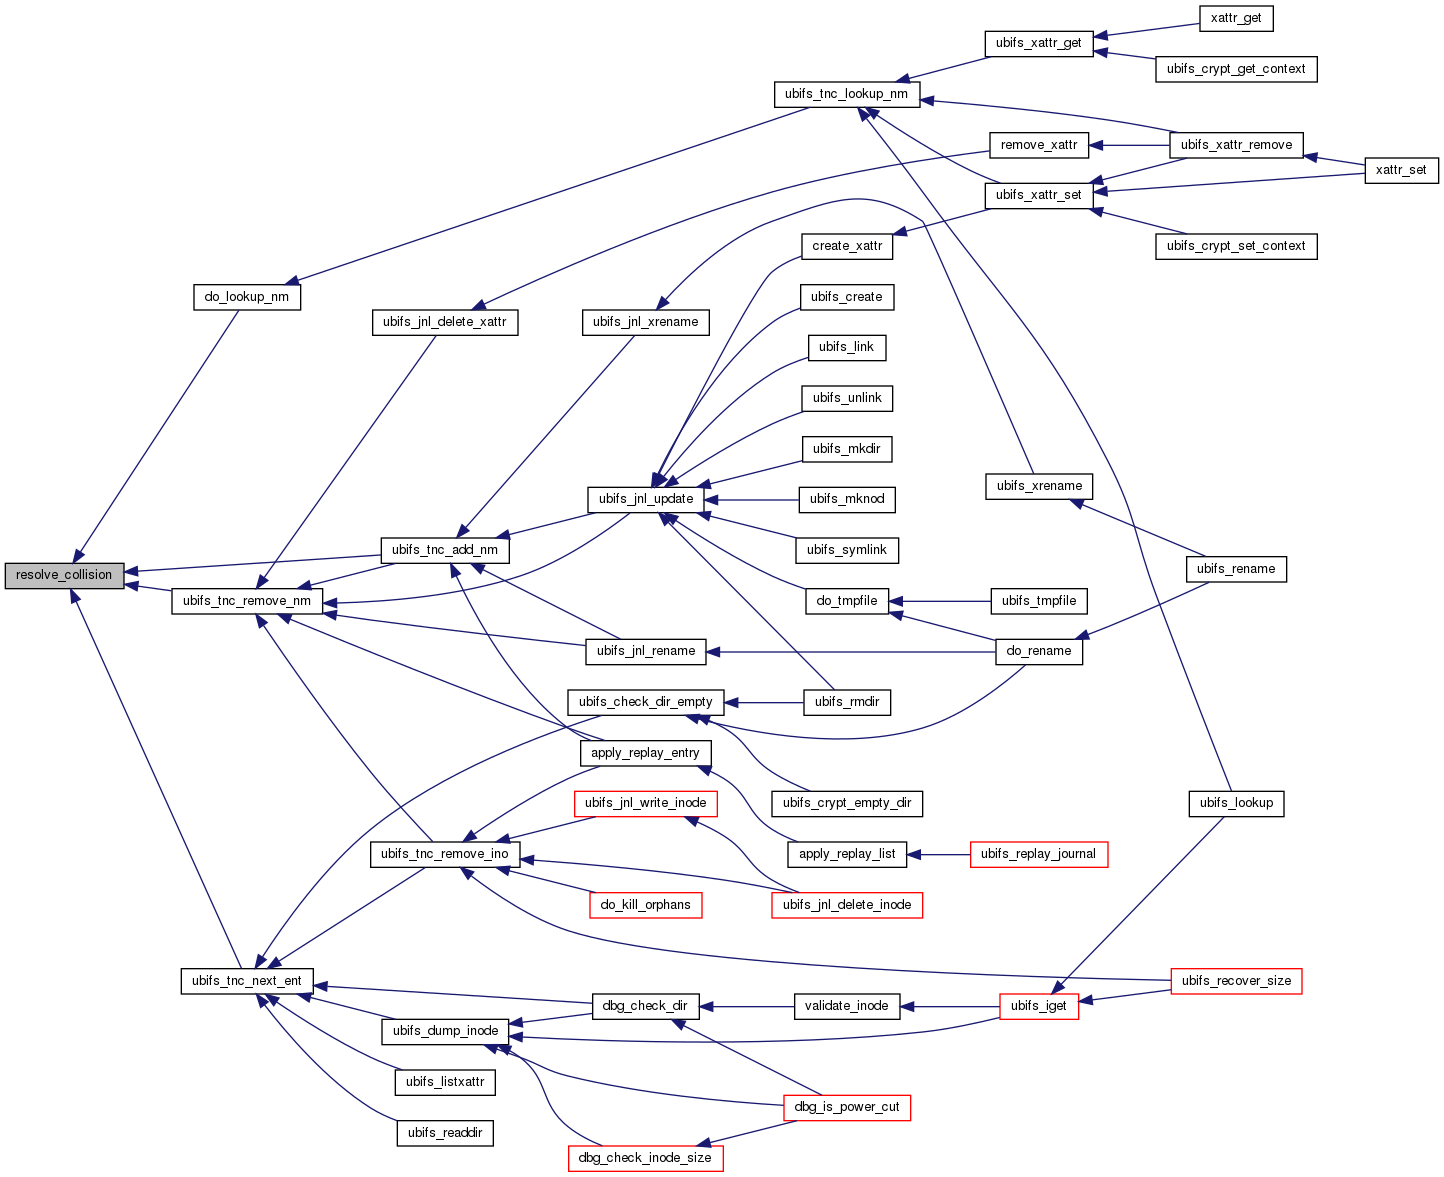 xattr_get
ubifs_xattr_get
ubifs_crypt_get_context
ubifs_tnc_lookup_nm
remove_xattr
ubifs_xattr_remove
xattr_set
ubifs_xattr_set
create_xattr
ubifs_crypt_set_context
do_lookup_nm
ubifs_create
ubifs_jnl_delete_xattr
ubifs_jnl_xrename
ubifs_link
ubifs_unlink
ubifs_mkdir
ubifs_xrename
ubifs_jnl_update
ubifs_mknod
ubifs_tnc_add_nm
ubifs_symlink
resolve_collision
ubifs_rename
ubifs_tnc_remove_nm
do_tmpfile
ubifs_tmpfile
ubifs_jnl_rename
do_rename
ubifs_check_dir_empty
ubifs_rmdir
apply_replay_entry
ubifs_jnl_write_inode
ubifs_crypt_empty_dir
ubifs_lookup
ubifs_tnc_remove_ino
apply_replay_list
ubifs_replay_journal
do_kill_orphans
ubifs_jnl_delete_inode
ubifs_tnc_next_ent
ubifs_recover_size
dbg_check_dir
validate_inode
ubifs_iget
ubifs_dump_inode
ubifs_listxattr
dbg_is_power_cut
ubifs_readdir
dbg_check_inode_size